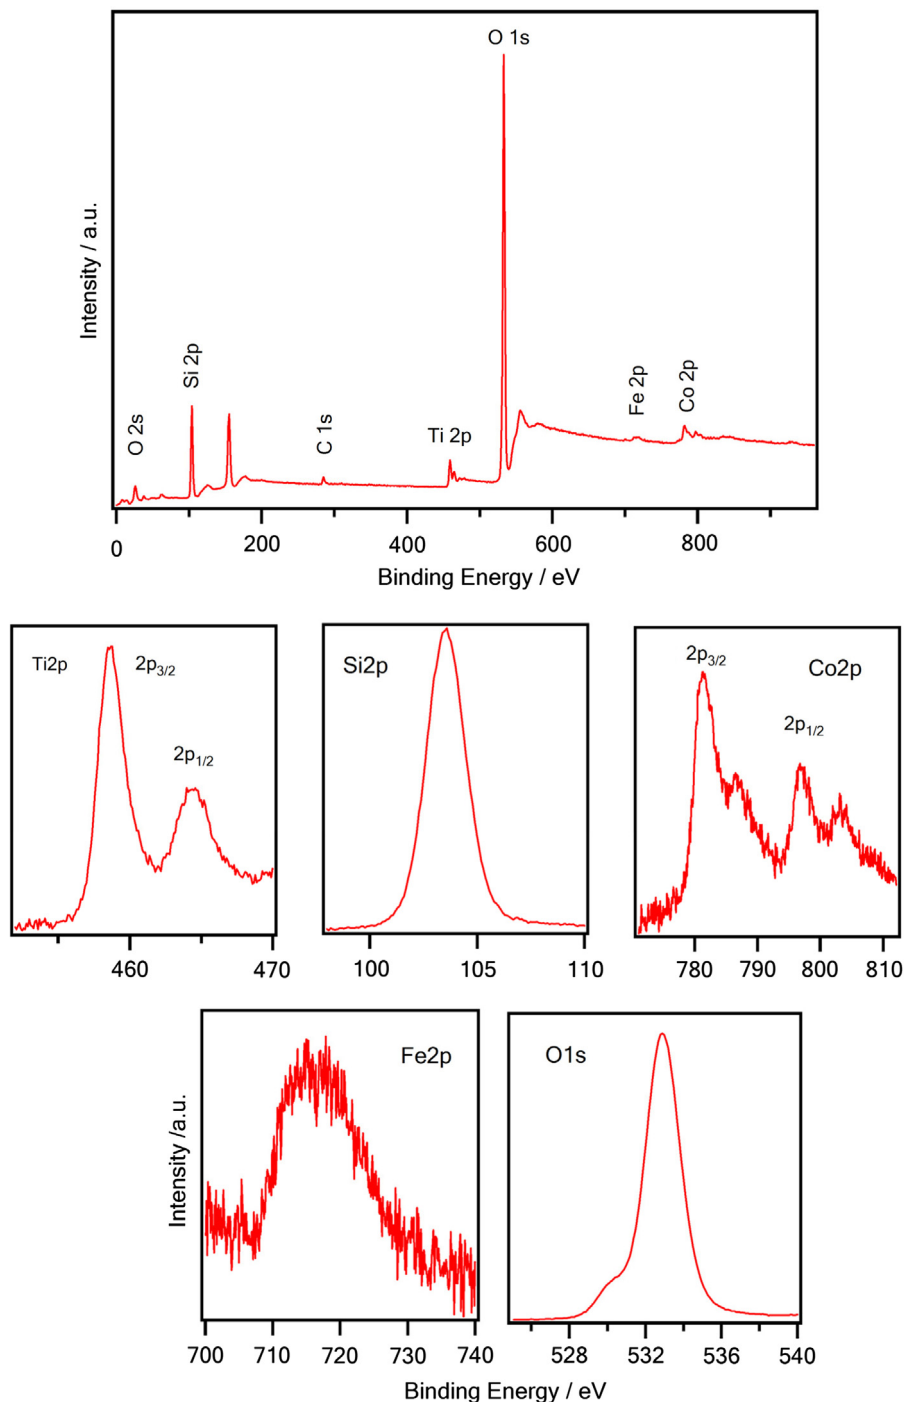 O 1s
Intensity / a.u.
Si 2p
O 2s
C 1s
Ti 2p
Fe 2p
Co 2p
0 200 400 600 800
Binding Energy / eV
Ti2p 2p3/2
2p1/2
460 470
Si2p
100 105 110
2p3/2 Co2p
2p1/2
780 790 800 810
Intensity /a.u.
Fe2p
700 710 720 730 740
O1s
528 532 536 540
Binding Energy / eV